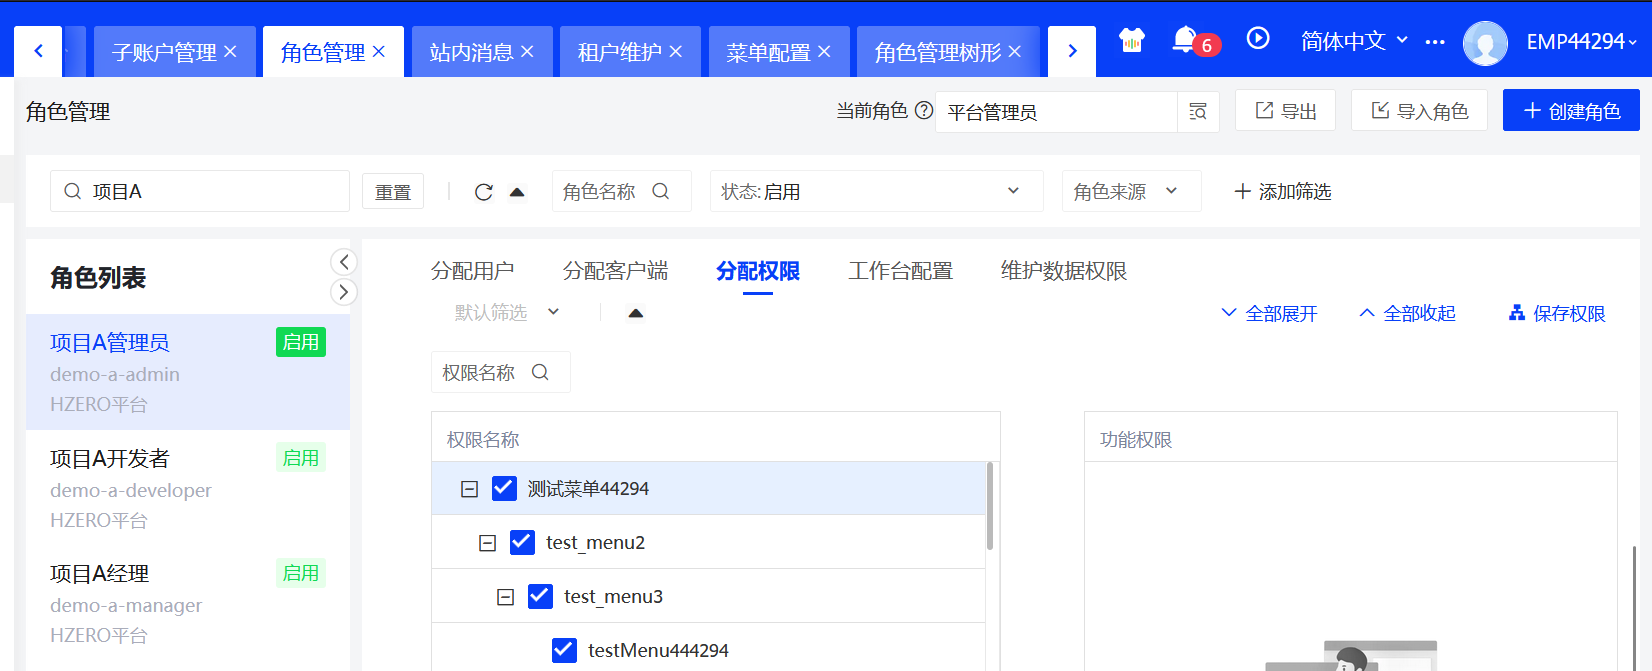 子账户管理 × 角色管理 × 站内消息 × 租户维护 × 菜单配置 × 角色管理树形 × 6 简体中文 ··· EMP44294
角色管理 当前角色 ? 平台管理员 导出 导入角色 + 创建角色
项目A 重置 角色名称 状态:启用 角色来源 + 添加筛选
角色列表
项目A管理员 启用
demo-a-admin
HZERO平台
项目A开发者 启用
demo-a-developer
HZERO平台
项目A经理 启用
demo-a-manager
HZERO平台
分配用户 分配客户端 分配权限 工作台配置 维护数据权限
默认筛选 全部展开 全部收起 保存权限
权限名称
权限名称
测试菜单44294
test_menu2
test_menu3
testMenu444294
功能权限